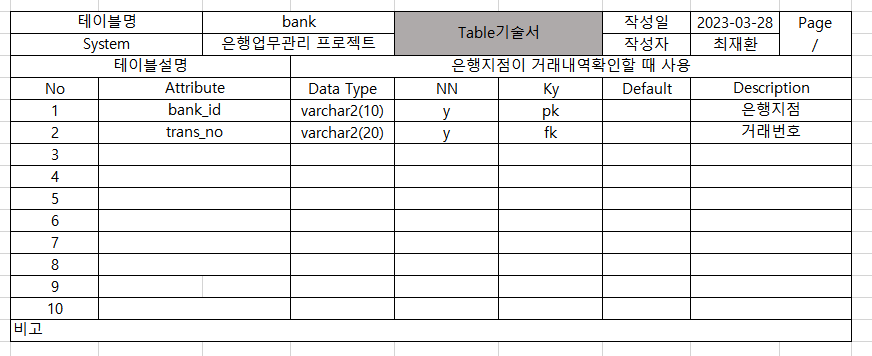 테이블명 bank Table기술서 작성일 2023-03-28 Page
System 은행업무관리 프로젝트 작성자 최재환 /
테이블설명 은행지점이 거래내역확인할 때 사용
No Attribute Data Type NN Ky Default Description
1 bank_id varchar2(10) y pk 은행지점
2 trans_no varchar2(20) y fk 거래번호
3
4
5
6
7
8
9
10
비고